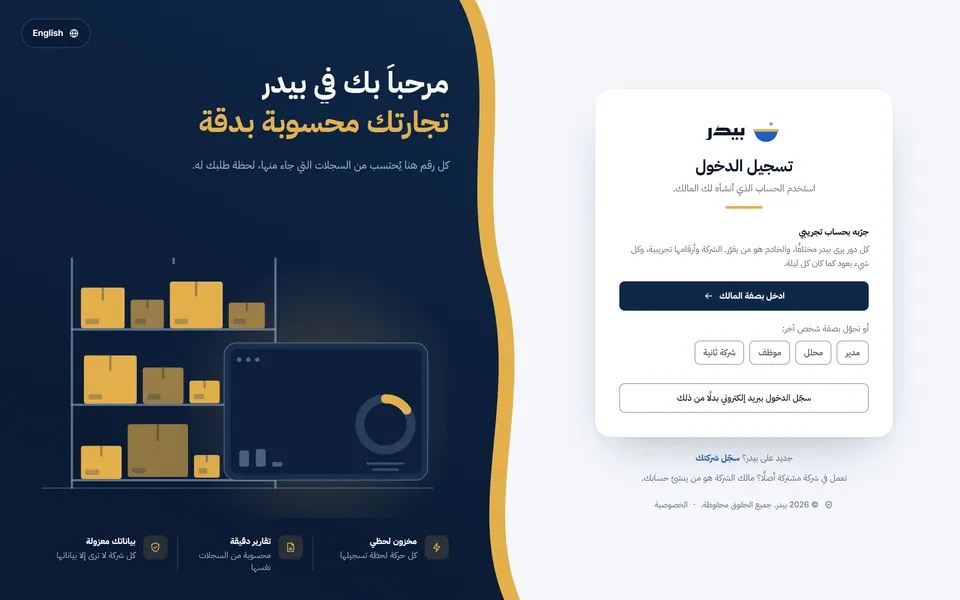 English
مرحباً بك في بيدر
تجارتك محسوبة بدقة
كل رقم هنا يُحتسب من السجلات التي جاء منها، لحظة طلبك له.
مخزون لحظي
كل حركة لحظة تسجيلها
تقارير دقيقة
محسوبة من السجلات
نفسها
بياناتك معزولة
كل شركة لا ترى إلا بياناتها
بيدر
تسجيل الدخول
استخدم الحساب الذي أنشأه لك المالك.
جرّبه بحساب تجريبي
كل دور يرى بيدر مختلفًا، والخادم هو من يقرّر. الشركة وأرقامها تجريبية، وكل
شيء يعود كما كان كل ليلة.
ادخل بصفة المالك ←
أو تجوّل بصفة شخص آخر:
مدير
محلل
موظف
شركة ثانية
سجّل الدخول ببريد إلكتروني بدلًا من ذلك
جديد على بيدر؟ سجّل شركتك
تعمل في شركة مشتركة أصلًا؟ مالك الشركة هو من ينشئ حسابك.
© 2026 بيدر. جميع الحقوق محفوظة. · الخصوصية